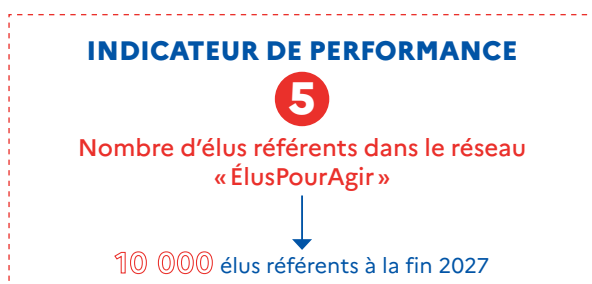 INDICATEUR DE PERFORMANCE
5
Nombre d’élus référents dans le réseau
« ÉlusPourAgir »
10 000 élus référents à la fin 2027